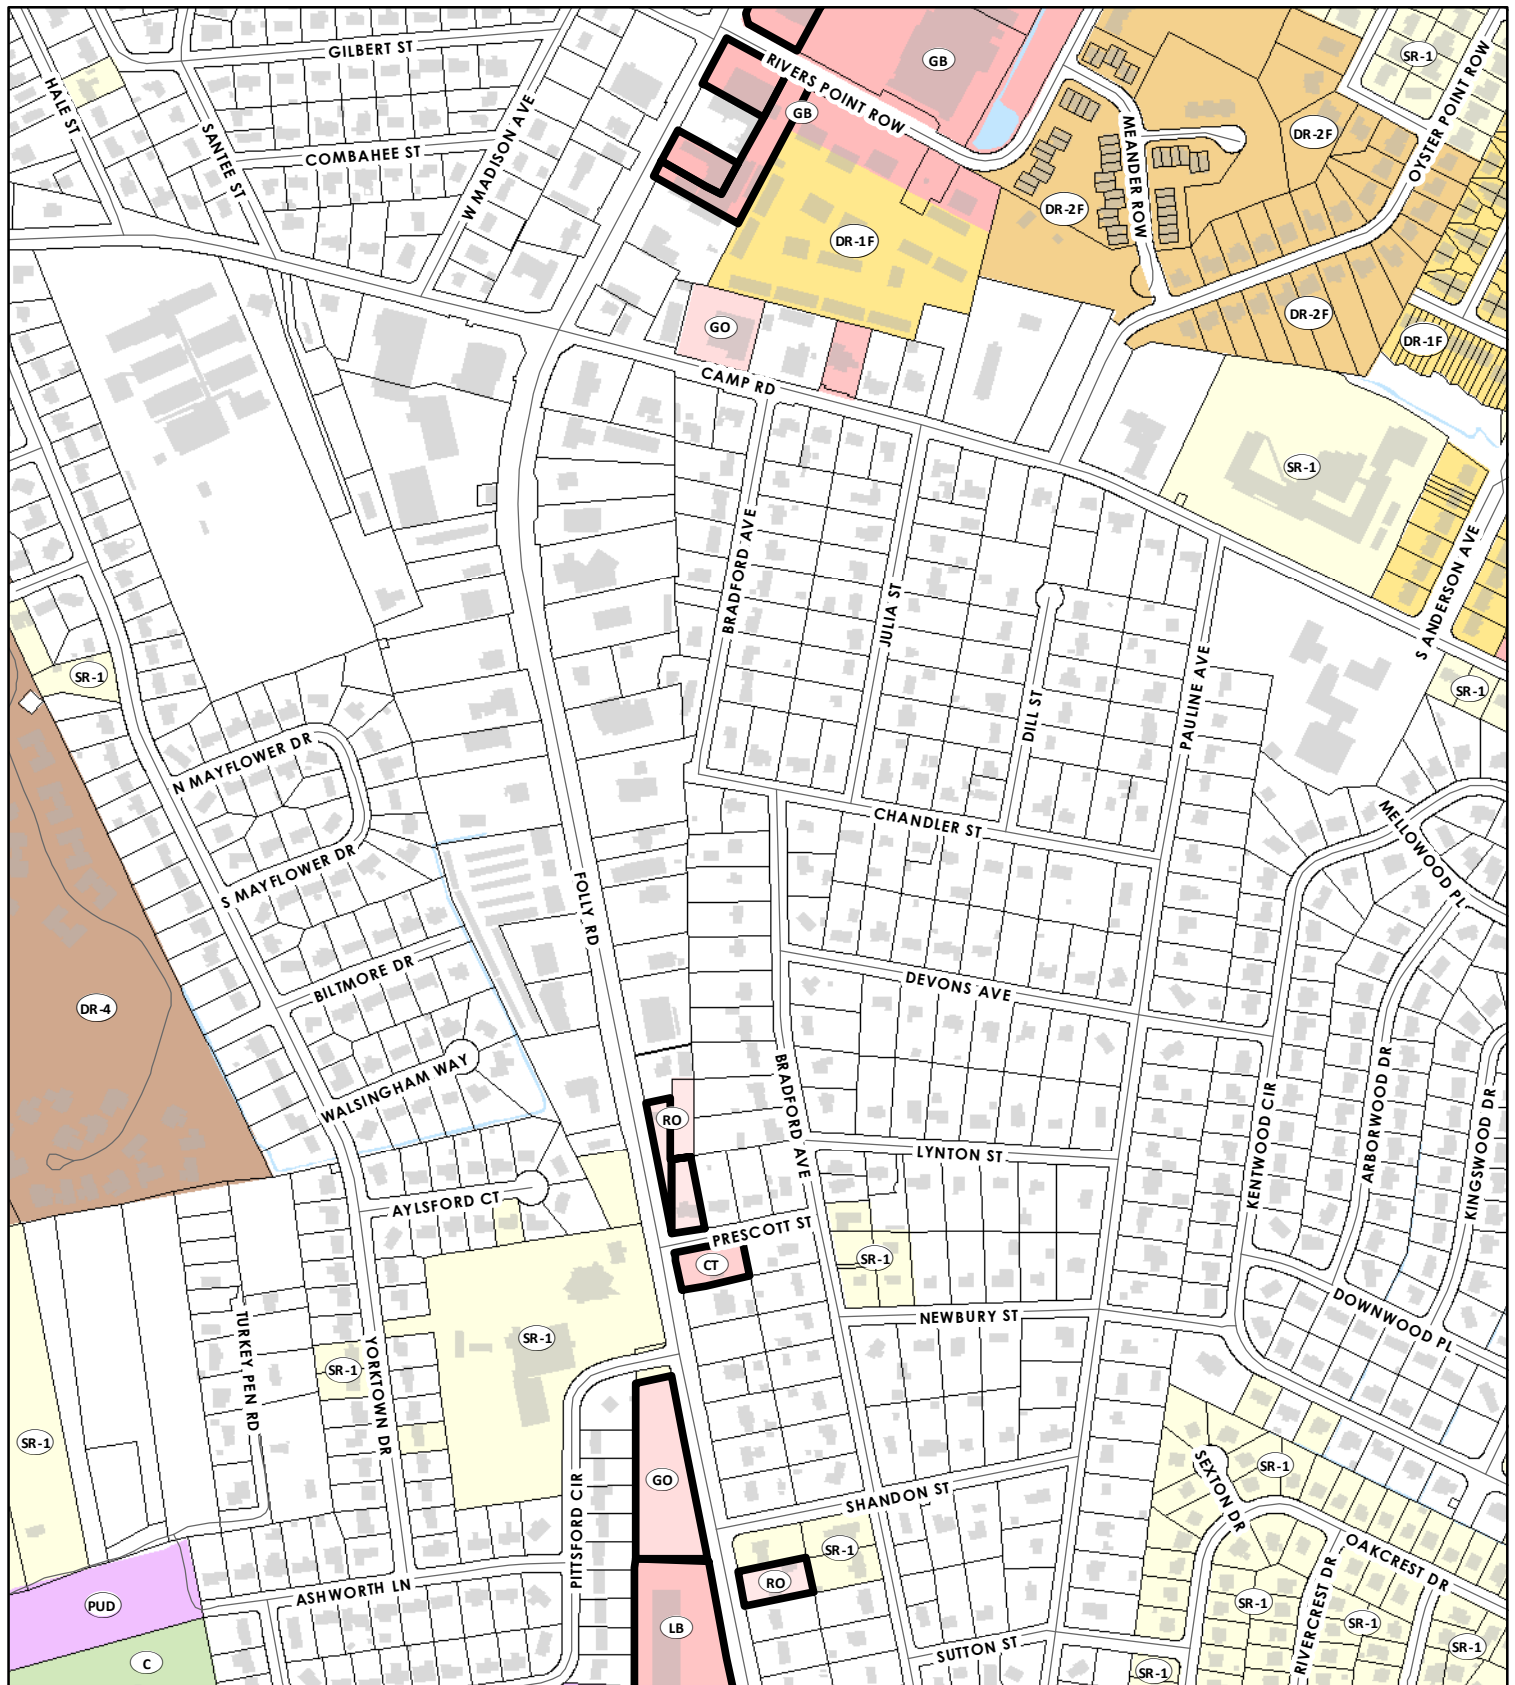 GILBERT ST
HALE ST
SANTEE ST
COMBAHEE ST
W MADISON AVE
RIVERS POINT ROW
GB
GB
SR-1
OYSTER POINT ROW
DR-2F
MEANDER ROW
DR-2F
DR-1F
DR-2F
DR-1F
GO
CAMP RD
SR-1
S ANDERSON AVE
BRADFORD AVE
JULIA ST
DILL ST
PAULINE AVE
SR-1
SR-1
N MAYFLOWER DR
S MAYFLOWER DR
CHANDLER ST
MELLOWOOD PL
FOLLY RD
BILTMORE DR
DEVONS AVE
DR-4
WALSINGHAM WAY
BRADFORD AVE
RO
KENTWOOD CIR
ARBORWOOD DR
KINGSWOOD DR
LYNTON ST
AYLSFORD CT
PRESCOTT ST
CT
SR-1
NEWBURY ST
DOWNWOOD PL
TURKEY PEN RD
YORKTOWN DR
SR-1
SR-1
SR-1
GO
SHANDON ST
SEXTON DR
SR-1
PITTSFORD CIR
SR-1
OAKCREST DR
RO
ASHWORTH LN
PUD
LB
SR-1
RIVERCREST DR
SR-1
SR-1
SUTTON ST
C
SR-1